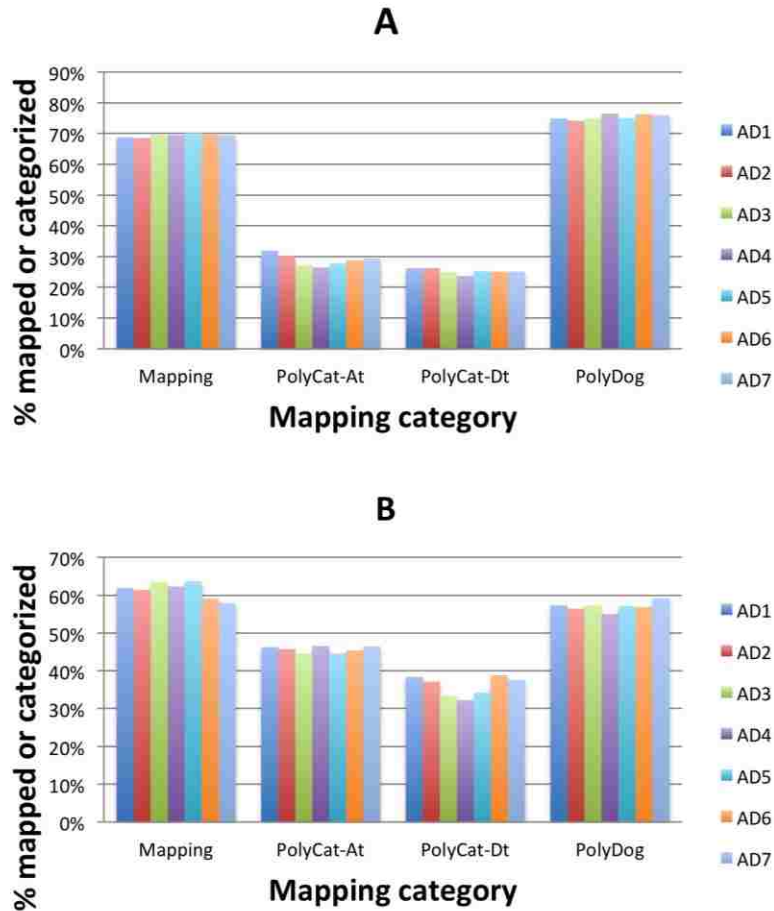 A
% mapped or categorized
90%
80%
70%
60%
50%
40%
30%
20%
10%
0%
Mapping
PolyCat-At
PolyCat-Dt
PolyDog
Mapping category
AD1
AD2
AD3
AD4
AD5
AD6
AD7
B
% mapped or categorized
70%
60%
50%
40%
30%
20%
10%
0%
Mapping
PolyCat-At
PolyCat-Dt
PolyDog
Mapping category
AD1
AD2
AD3
AD4
AD5
AD6
AD7